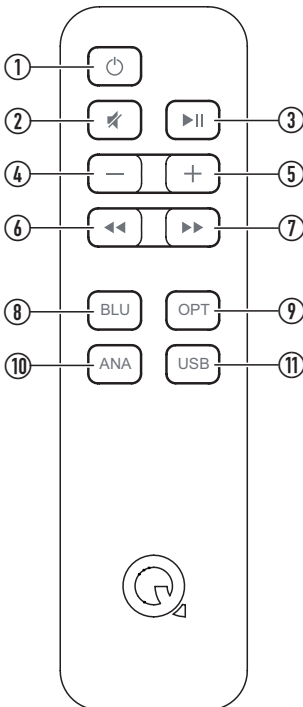 ①
② ③
④ − + ⑤
⑥ ⑦
⑧ BLU OPT ⑨
⑩ ANA USB ⑪